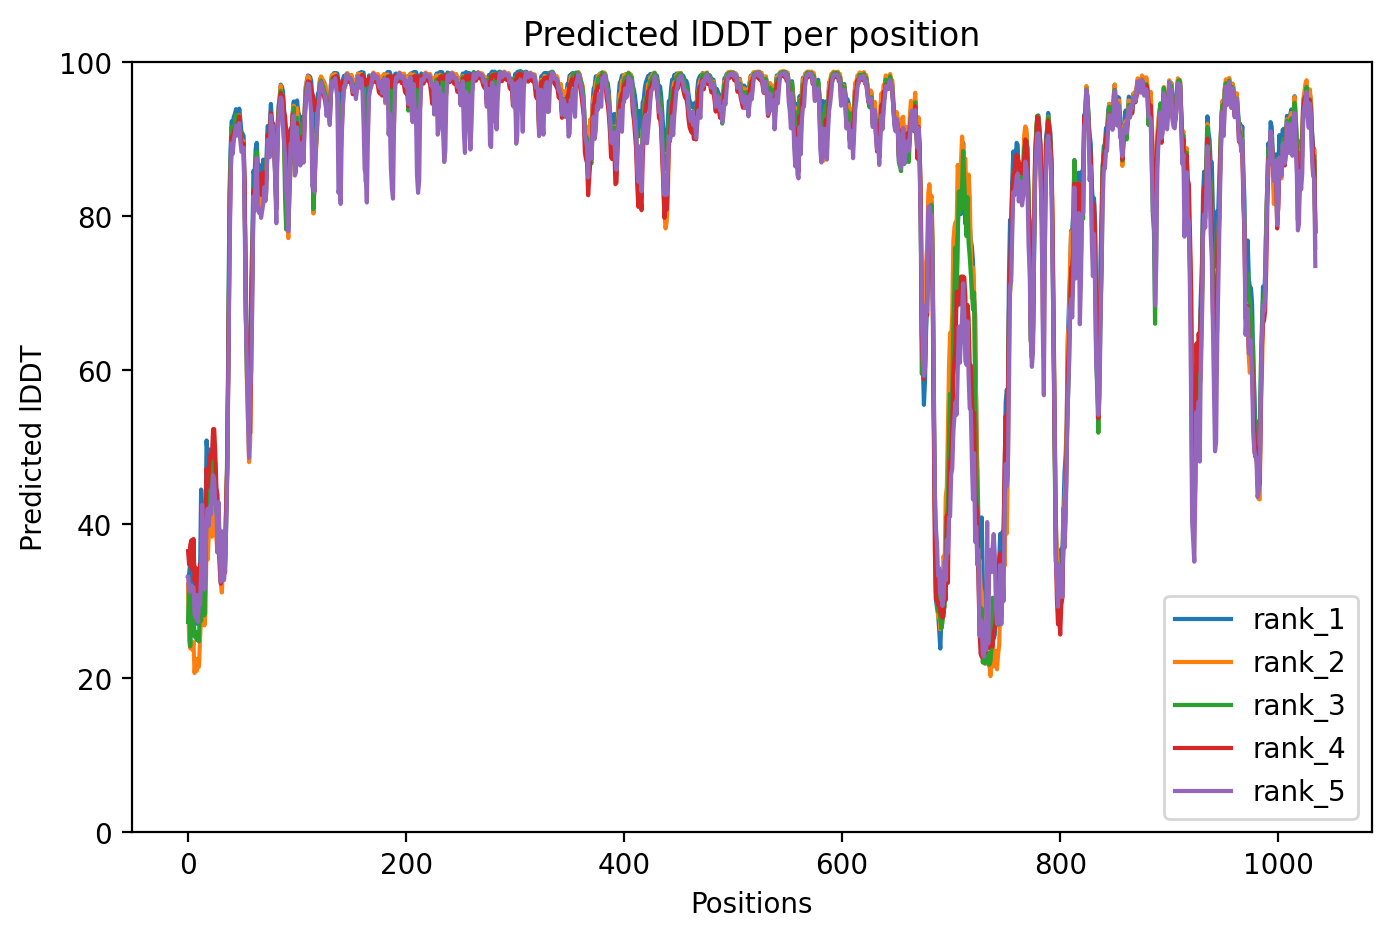 Predicted lDDT per position
100
80
60
40
20
0
Predicted lDDT
0 200 400 600 800 1000
Positions
rank_1
rank_2
rank_3
rank_4
rank_5